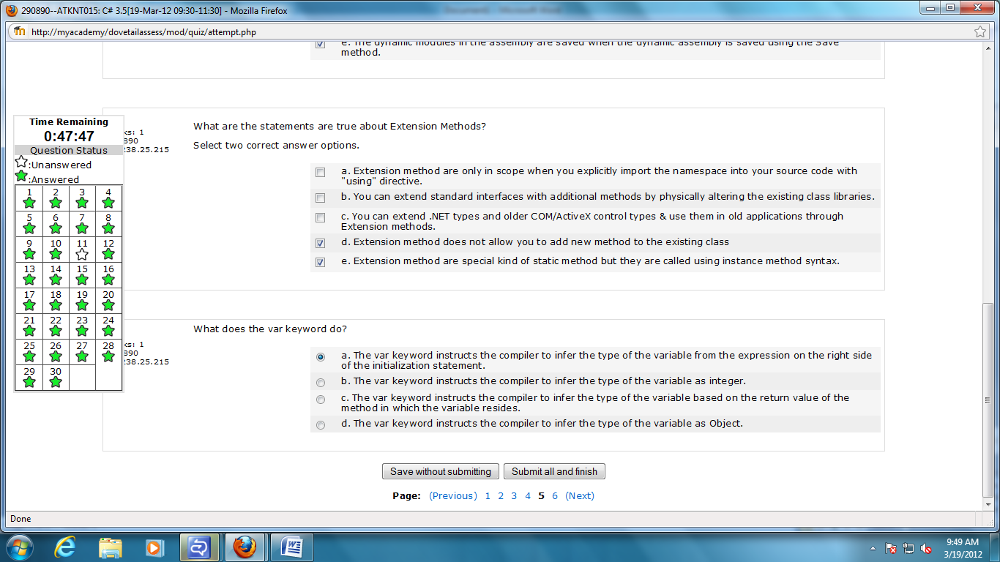 290890--ATKNT015: C# 3.5[19-Mar-12 09:30-11:30] - Mozilla Firefox
http://myacademy/dovetailassess/mod/quiz/attempt.php
e. The dynamic modules in the assembly are saved when the dynamic assembly is saved using the Save
method.
Time Remaining
0:47:47
Question Status
:Unanswered
:Answered
1 2 3 4
5 6 7 8
9 10 11 12
13 14 15 16
17 18 19 20
21 22 23 24
25 26 27 28
29 30
ks: 1
890
238.25.215
What are the statements are true about Extension Methods?
Select two correct answer options.
a. Extension method are only in scope when you explicitly import the namespace into your source code with
"using" directive.
b. You can extend standard interfaces with additional methods by physically altering the existing class libraries.
c. You can extend .NET types and older COM/ActiveX control types & use them in old applications through
Extension methods.
d. Extension method does not allow you to add new method to the existing class
e. Extension method are special kind of static method but they are called using instance method syntax.
ks: 1
890
238.25.215
What does the var keyword do?
a. The var keyword instructs the compiler to infer the type of the variable from the expression on the right side
of the initialization statement.
b. The var keyword instructs the compiler to infer the type of the variable as integer.
c. The var keyword instructs the compiler to infer the type of the variable based on the return value of the
method in which the variable resides.
d. The var keyword instructs the compiler to infer the type of the variable as Object.
Save without submitting Submit all and finish
Page: (Previous) 1 2 3 4 5 6 (Next)
Done
9:49 AM
3/19/2012